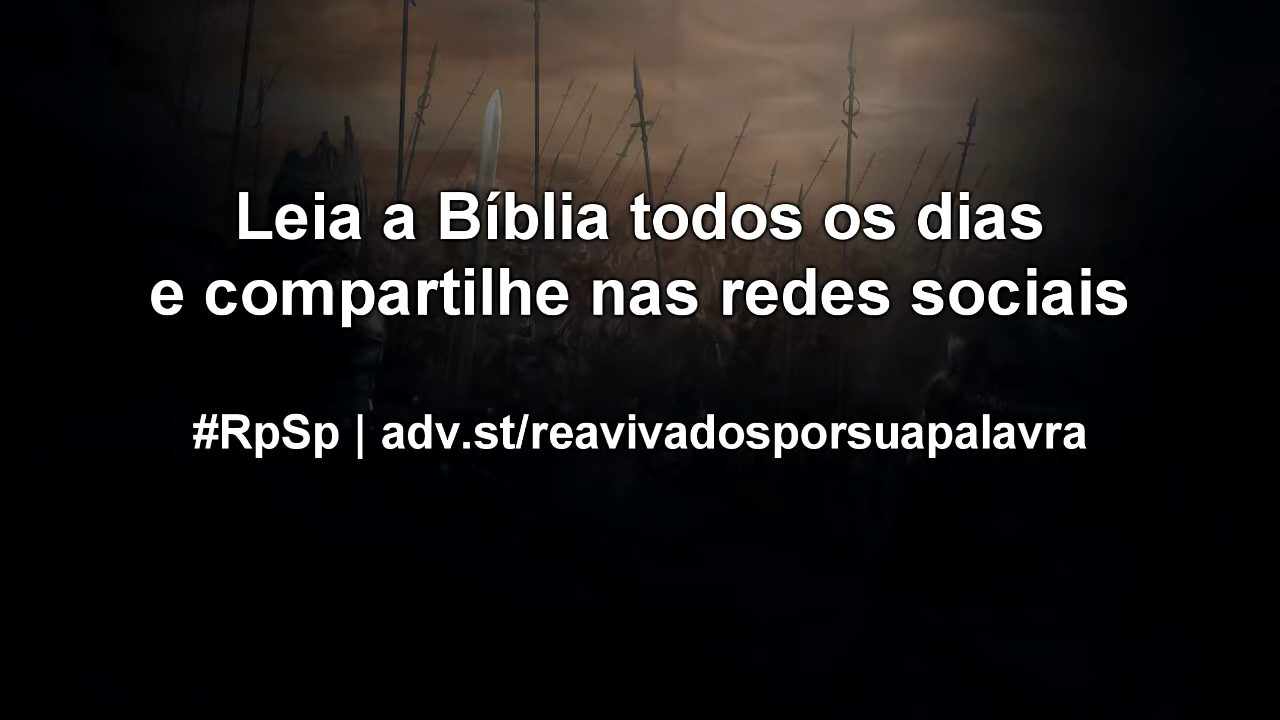 Leia a Bíblia todos os dias
e compartilhe nas redes sociais
#RpSp | adv.st/reavivadosporsuapalavra